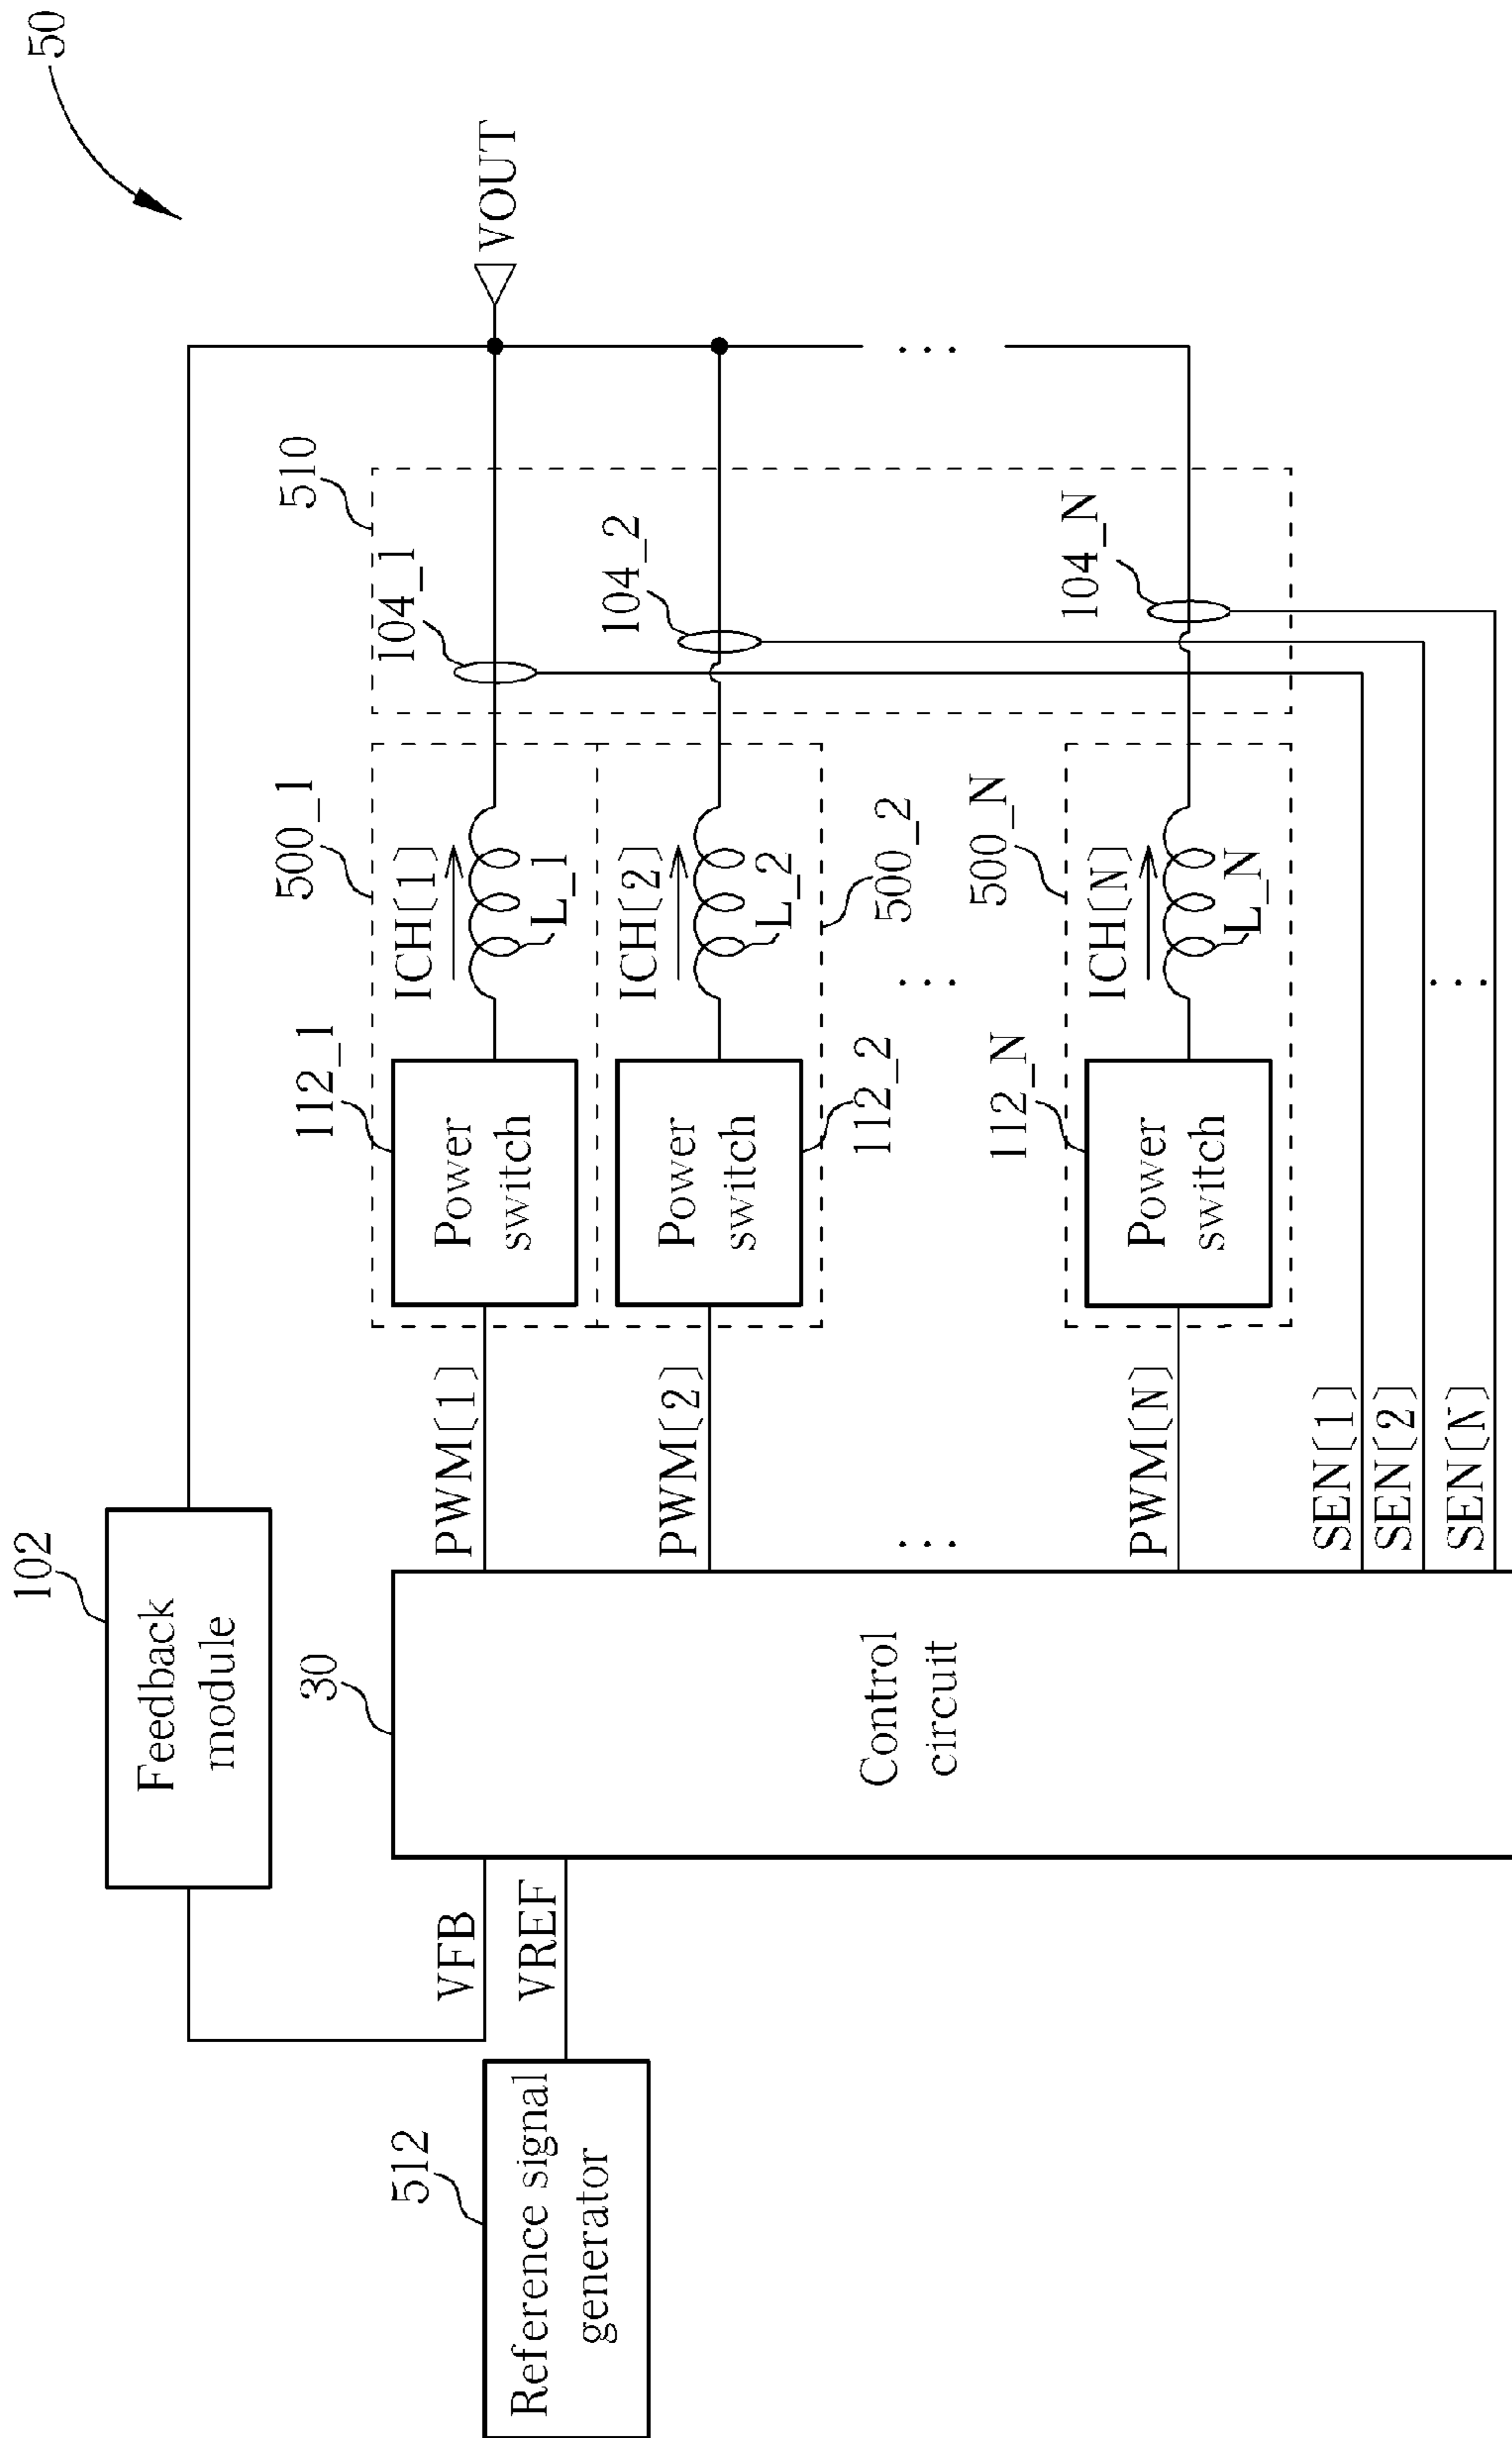 50
102
Feedback
module
VOUT
510
104_1
104_2
104_N
500_1
ICH(1)
L_1
500_2
ICH(2)
L_2
500_N
ICH(N)
L_N
112_1
Power
switch
112_2
Power
switch
112_N
Power
switch
PWM(1)
PWM(2)
PWM(N)
SEN(1)
SEN(2)
SEN(N)
30
Control
circuit
VFB
VREF
512
Reference signal
generator